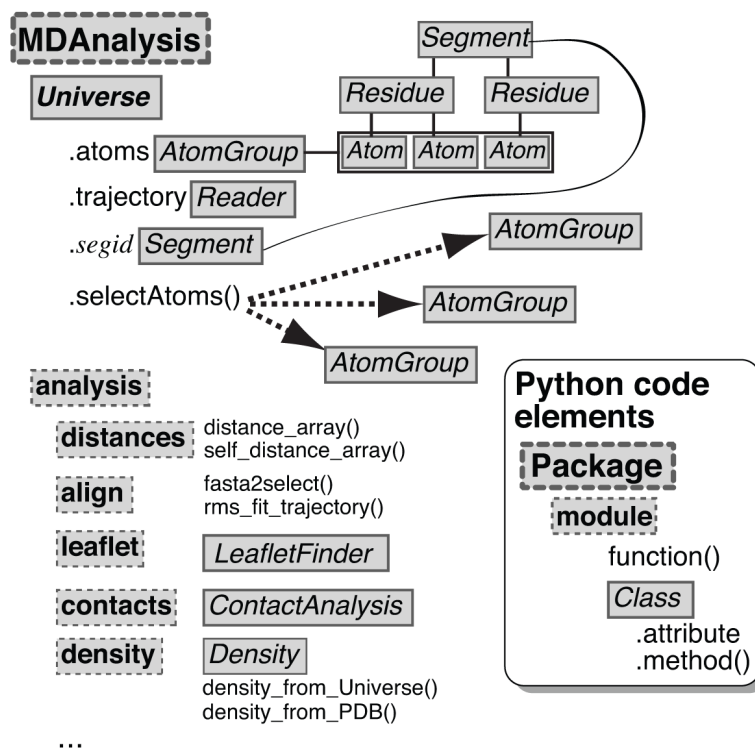 MDAnalysis
Segment
Universe
Residue Residue
.atoms AtomGroup Atom Atom Atom
.trajectory Reader
.segid Segment
AtomGroup
.selectAtoms()
AtomGroup
AtomGroup
analysis
distances distance_array()
self_distance_array()
align fasta2select()
rms_fit_trajectory()
leaflet LeafletFinder
contacts ContactAnalysis
density Density
density_from_Universe()
density_from_PDB()
...
Python code
elements
Package
module
function()
Class
.attribute
.method()